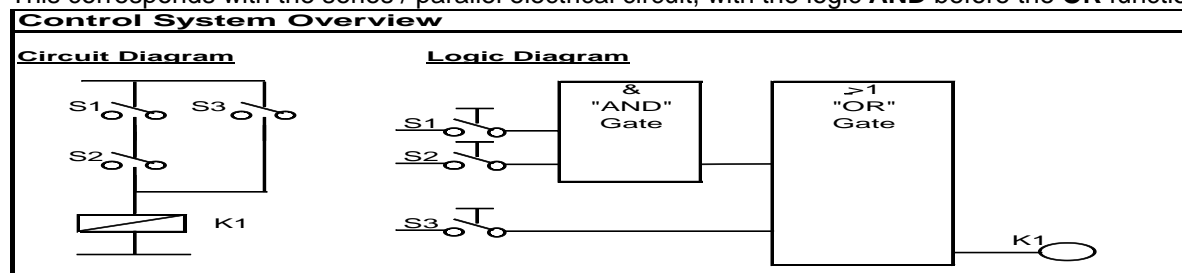 This corresponds with the series / parallel electrical circuit, with the logic AND before the OR functio
Control System Overview
Circuit Diagram
Logic Diagram
S1
S3
S2
K1
S1
S2
S3
&
"AND"
Gate
>1
"OR"
Gate
K1